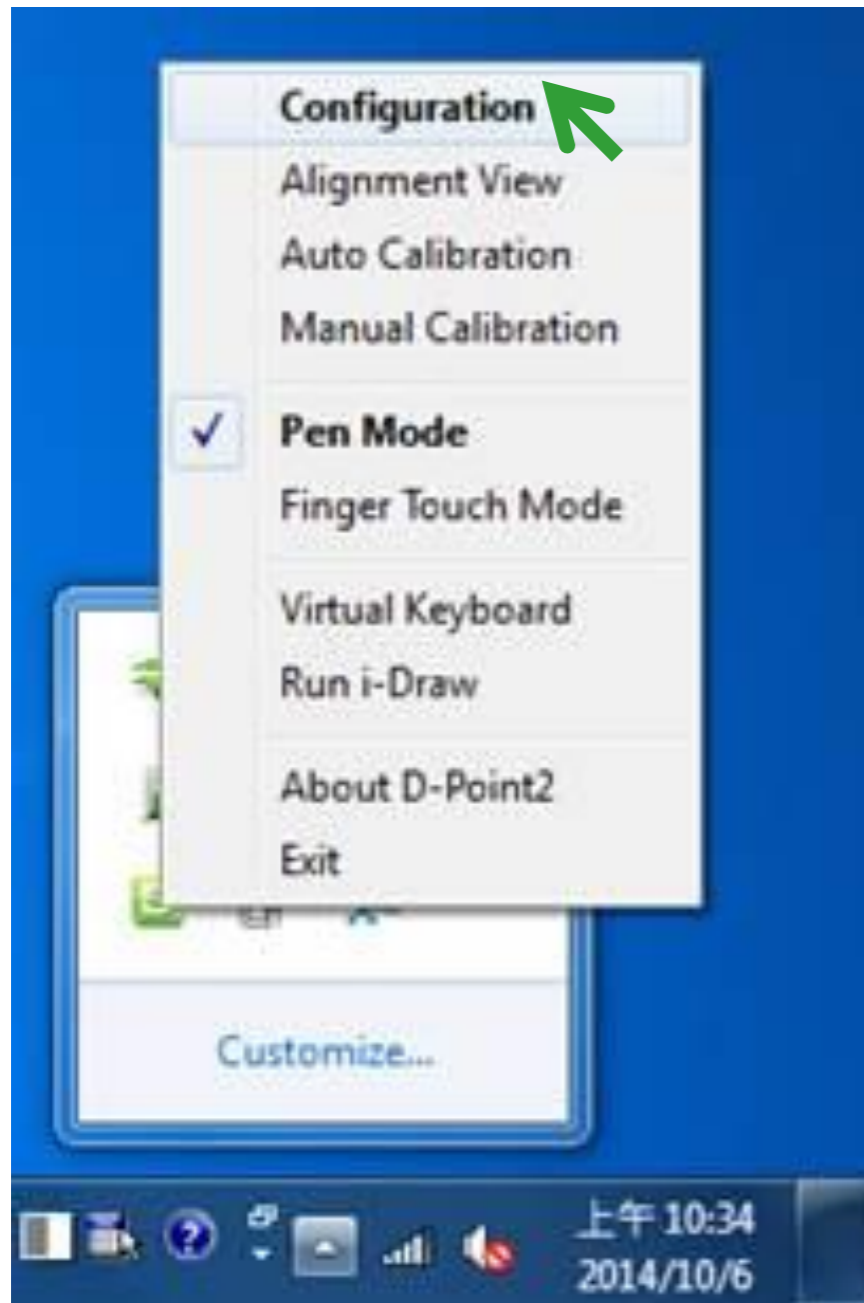 Configuration
Alignment View
Auto Calibration
Manual Calibration
Pen Mode
Finger Touch Mode
Virtual Keyboard
Run i-Draw
About D-Point2
Exit
Customize...
上午 10:34
2014/10/6